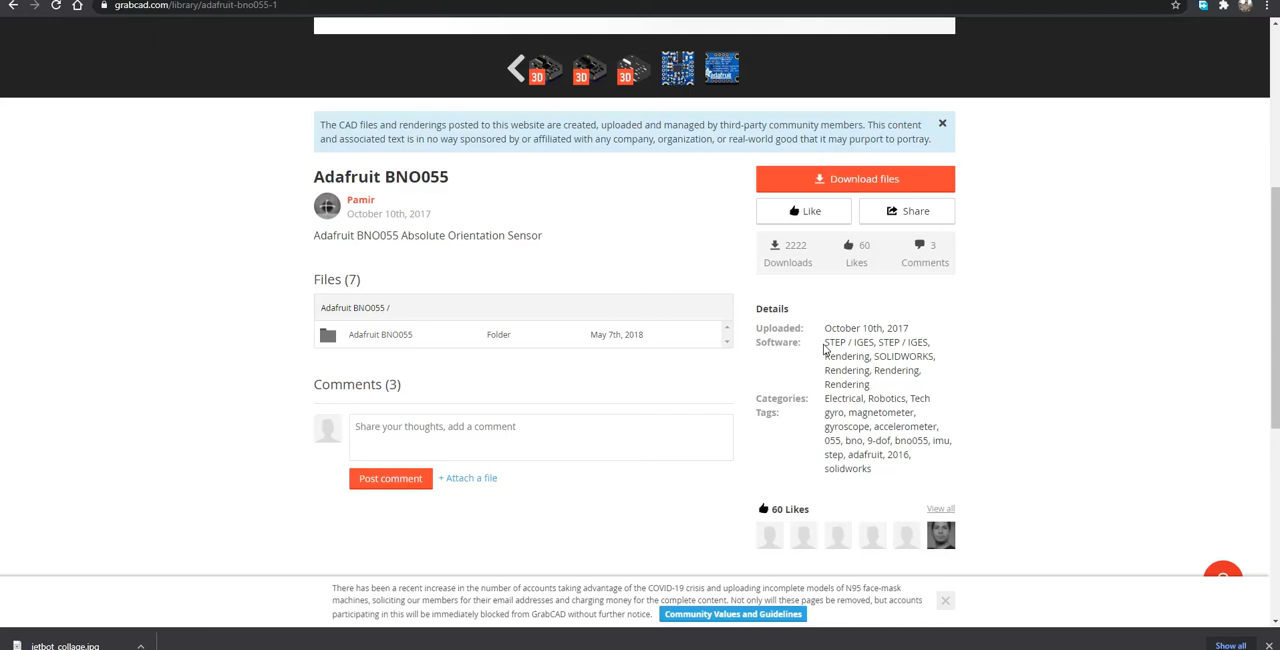 grabcad.com/library/adafruit-bno055-1
3D
3D
3D
The CAD files and renderings posted to this website are created, uploaded and managed by third-party community members. This content
and associated text is in no way sponsored by or affiliated with any company, organization, or real-world good that it may purport to portray.
Adafruit BNO055
Pamir
October 10th, 2017
Adafruit BNO055 Absolute Orientation Sensor
Files (7)
Adafruit BNO055 /
Adafruit BNO055 Folder May 7th, 2018
Comments (3)
Share your thoughts, add a comment
Post comment + Attach a file
Download files
Like Share
2222 60 3
Downloads Likes Comments
Details
Uploaded: October 10th, 2017
Software: STEP / IGES, STEP / IGES,
Rendering, SOLIDWORKS,
Rendering, Rendering,
Rendering
Categories: Electrical, Robotics, Tech
Tags: gyro, magnetometer,
gyroscope, accelerometer,
055, bno, 9-dof, bno055, imu,
step, adafruit, 2016,
solidworks
60 Likes View all
There has been a recent increase in the number of accounts taking advantage of the COVID-19 crisis and uploading incomplete models of N95 face-mask
machines, soliciting our members for their email addresses and charging money for the complete content. Not only will these pages be removed, but accounts
participating in this will be immediately blocked from GrabCAD without further notice. Community Values and Guidelines
jetbot_collage.jpg Show all